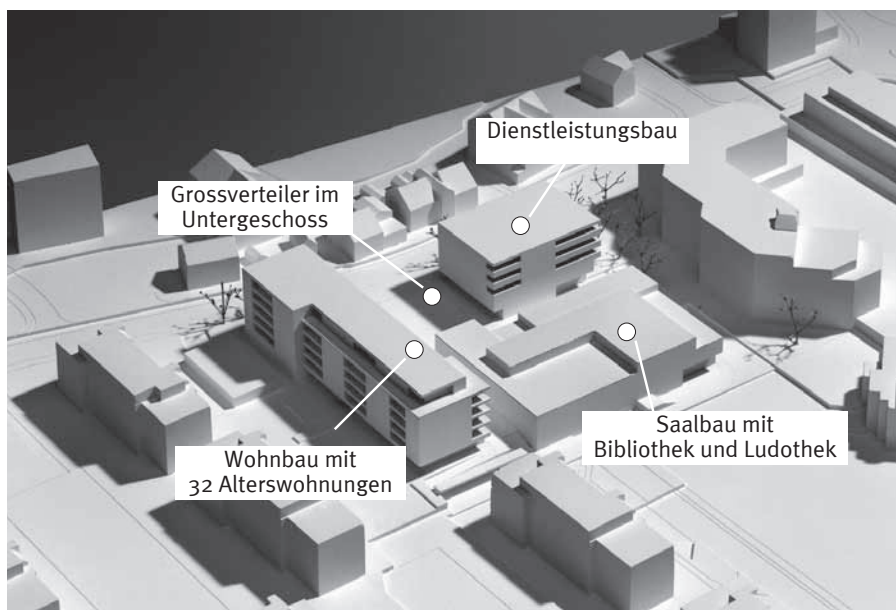 Dienstleistungsbau
Grossverteiler im
Untergeschoss
Saalbau mit
Bibliothek und Ludothek
Wohnbau mit
32 Alterswohnungen